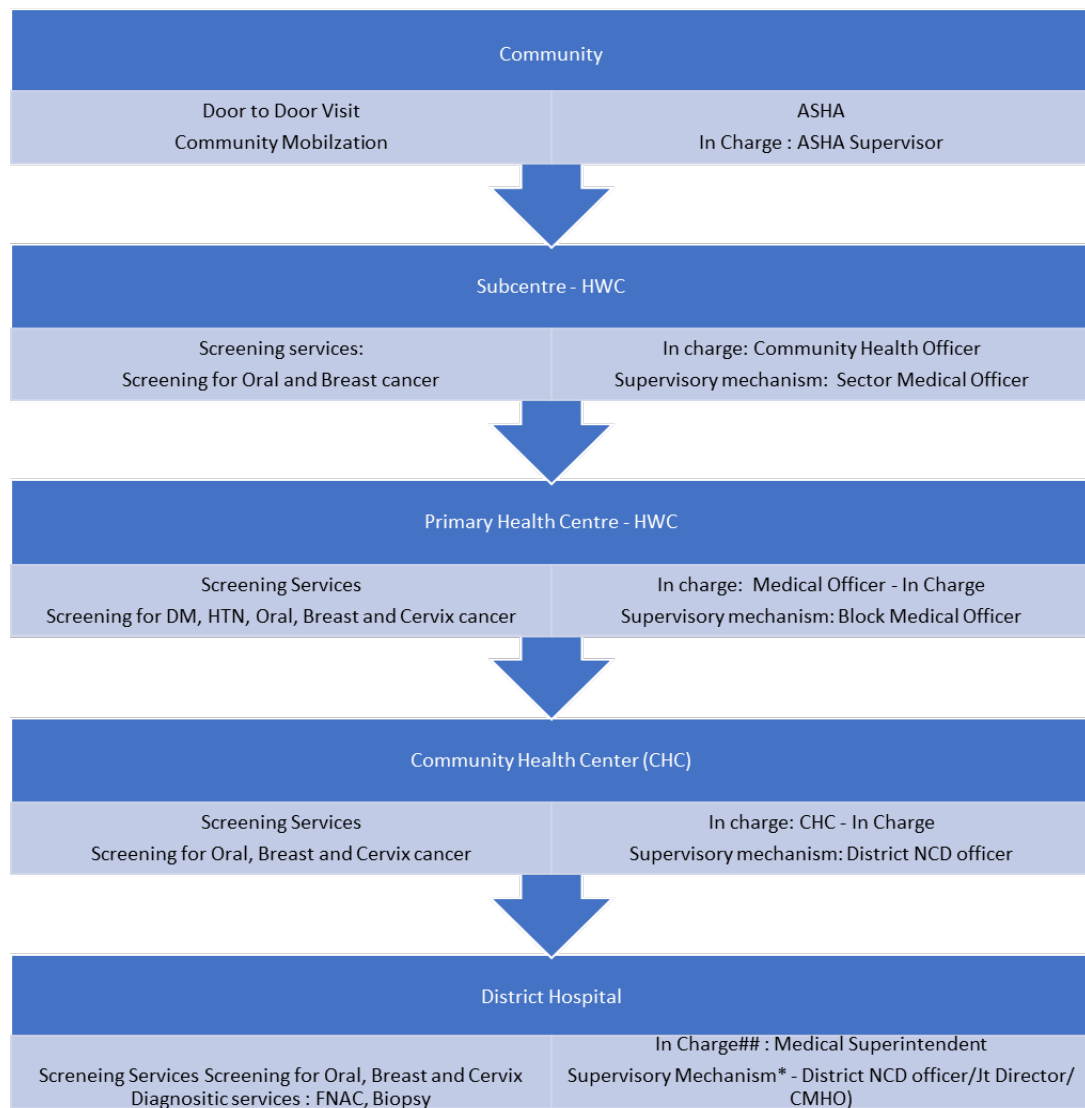 Community
Door to Door Visit
Community Mobilzation
ASHA
In Charge : ASHA Supervisor
Subcentre - HWC
Screening services:
Screening for Oral and Breast cancer
In charge: Community Health Officer
Supervisory mechanism: Sector Medical Officer
Primary Health Centre - HWC
Screening Services
Screening for DM, HTN, Oral, Breast and Cervix cancer
In charge: Medical Officer - In Charge
Supervisory mechanism: Block Medical Officer
Community Health Center (CHC)
Screening Services
Screening for Oral, Breast and Cervix cancer
In charge: CHC - In Charge
Supervisory mechanism: District NCD officer
District Hospital
Screneing Services Screening for Oral, Breast and Cervix
Diagnositic services : FNAC, Biopsy
In Charge## : Medical Superintendent
Supervisory Mechanism* - District NCD officer/Jt Director/
CMHO)